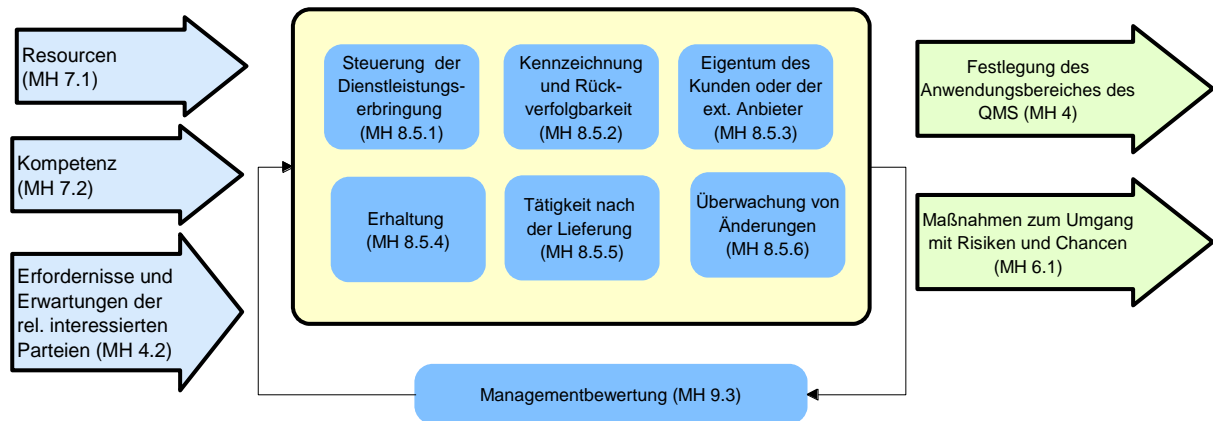 Resourcen
(MH 7.1)
Kompetenz
(MH 7.2)
Erfordernisse und
Erwartungen der
rel. interessierten
Parteien (MH 4.2)
Steuerung der
Dienstleistungs-
erbringung
(MH 8.5.1)
Kennzeichnung
und Rück-
verfolgbarkeit
(MH 8.5.2)
Eigentum des
Kunden oder der
ext. Anbieter
(MH 8.5.3)
Erhaltung
(MH 8.5.4)
Tätigkeit nach
der Lieferung
(MH 8.5.5)
Überwachung von
Änderungen
(MH 8.5.6)
Managementbewertung (MH 9.3)
Festlegung des
Anwendungsbereiches des
QMS (MH 4)
Maßnahmen zum Umgang
mit Risiken und Chancen
(MH 6.1)